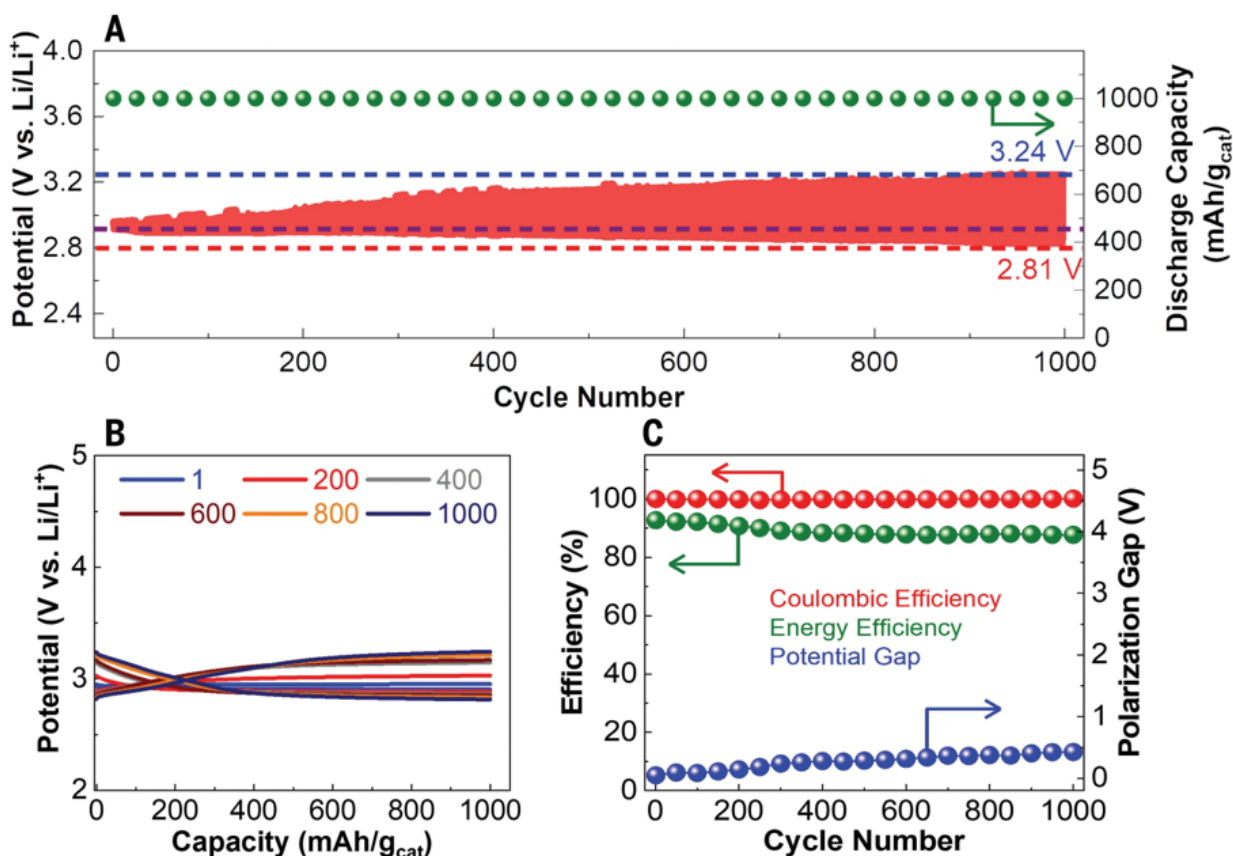 A
Potential (V vs. Li/Li⁺)
4.0
3.6
3.2
2.8
2.4
3.24 V
2.81 V
1000
800
600
400
200
0
Discharge Capacity
(mAh/g_cat)
0 200 400 600 800 1000
Cycle Number
B
Potential (V vs. Li/Li⁺)
5
4
3
2
1 200 400
600 800 1000
0 200 400 600 800 1000
Capacity (mAh/g_cat)
C
Efficiency (%)
100
80
60
40
20
0
Coulombic Efficiency
Energy Efficiency
Potential Gap
5
4
3
2
1
0
Polarization Gap (V)
0 200 400 600 800 1000
Cycle Number